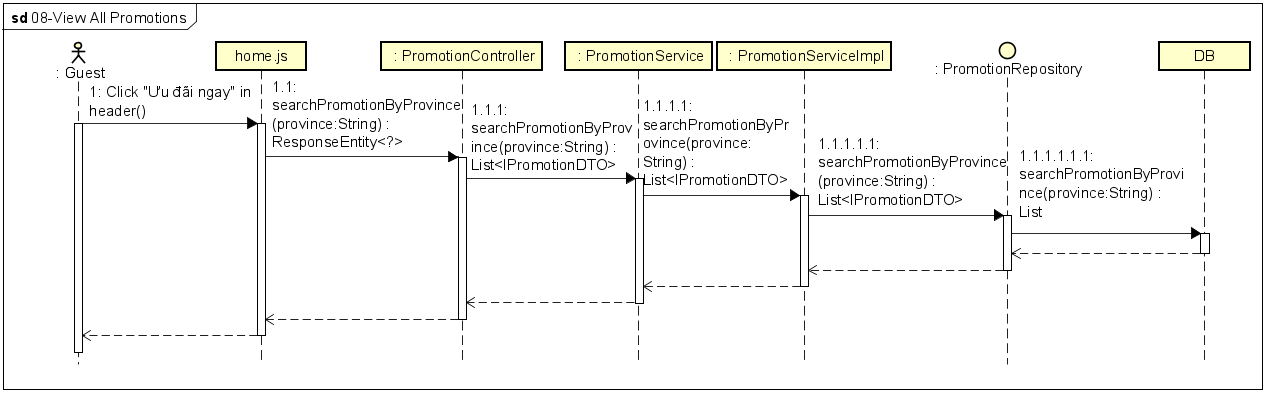 sd 08-View All Promotions
: Guest
home.js
: PromotionController
: PromotionService
: PromotionServiceImpl
: PromotionRepository
DB
1: Click "Ưu đãi ngay" in
header()
1.1:
searchPromotionByProvince
(province:String) :
ResponseEntity<?>
1.1.1:
searchPromotionByProv
ince(province:String) :
List<IPromotionDTO>
1.1.1.1:
searchPromotionByPr
ovince(province:
String) :
List<IPromotionDTO>
1.1.1.1.1:
searchPromotionByProvince
(province:String) :
List<IPromotionDTO>
1.1.1.1.1.1:
searchPromotionByProvi
nce(province:String) :
List